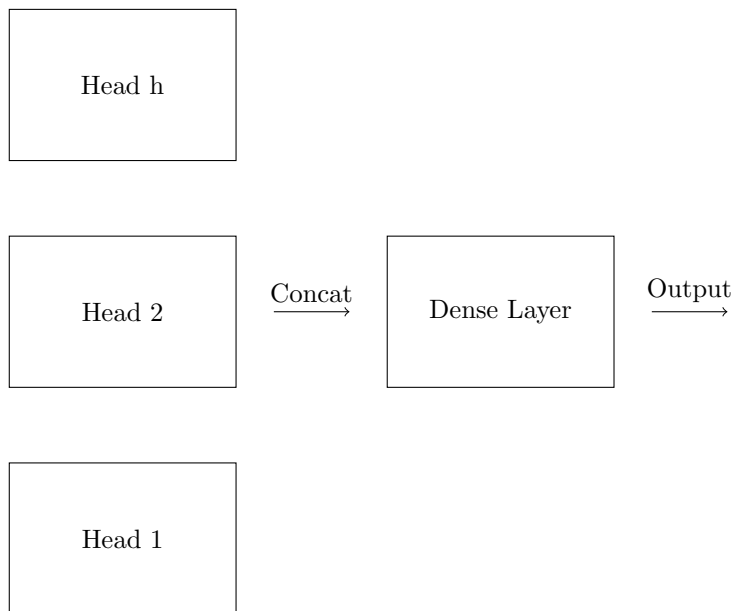 Head h
Head 2
Concat
Dense Layer
Output
Head 1